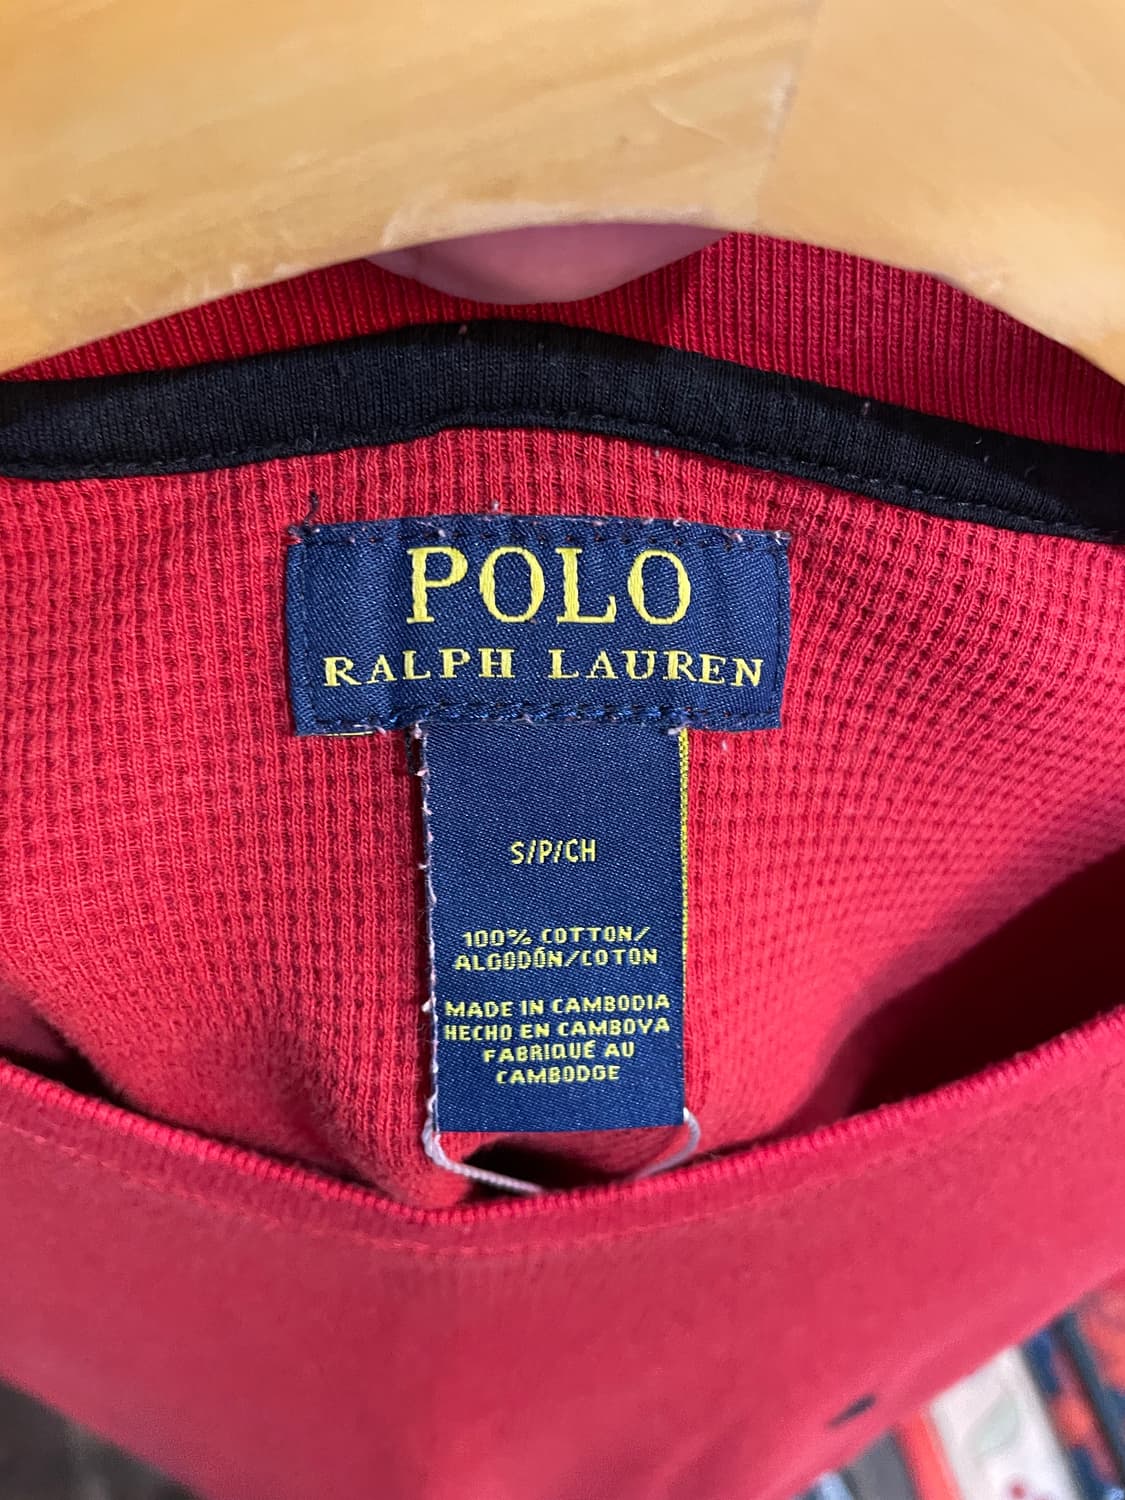 POLO
RALPH LAUREN
S/P/CH
100% COTTON/
ALGODÓN/COTON
MADE IN CAMBODIA
HECHO EN CAMBOYA
FABRIQUÉ AU
CAMBODGE